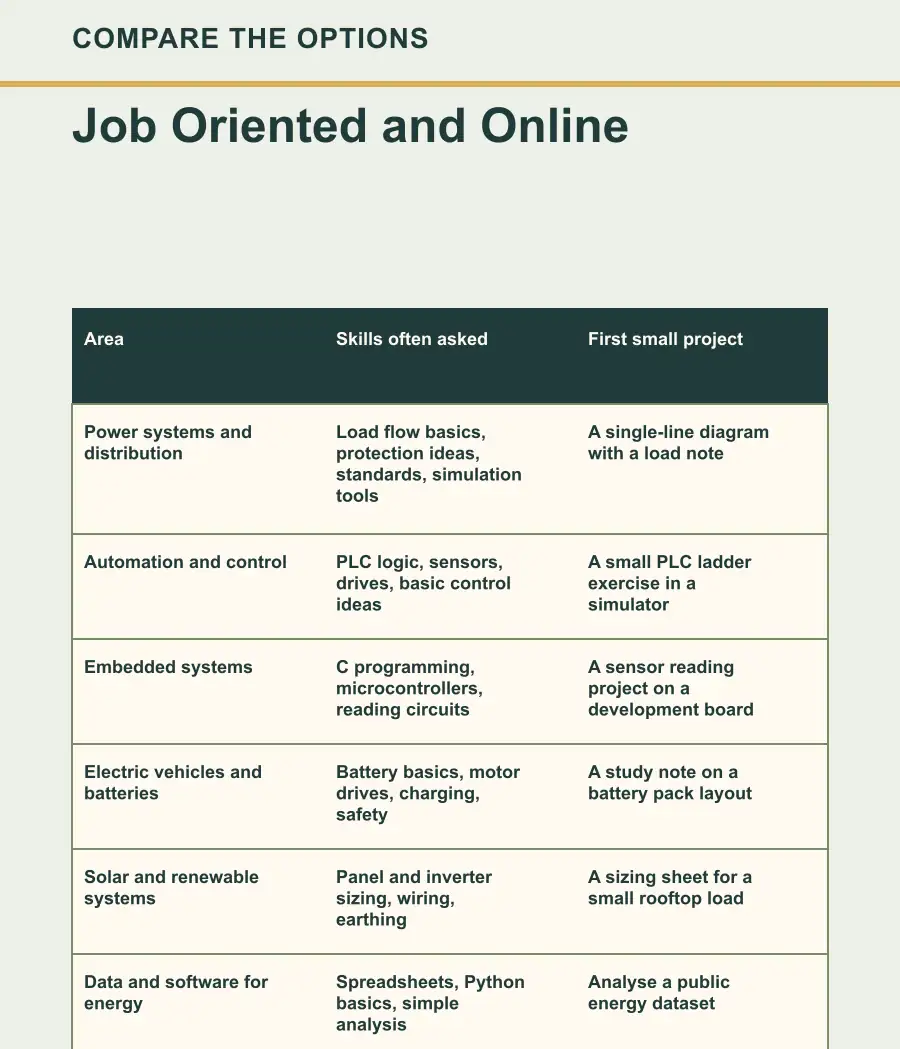 COMPARE THE OPTIONS
Job Oriented and Online
Area
Skills often asked
First small project
Power systems and
distribution
Load flow basics,
protection ideas,
standards, simulation
tools
A single-line diagram
with a load note
Automation and control
PLC logic, sensors,
drives, basic control
ideas
A small PLC ladder
exercise in a
simulator
Embedded systems
C programming,
microcontrollers,
reading circuits
A sensor reading
project on a
development board
Electric vehicles and
batteries
Battery basics, motor
drives, charging,
safety
A study note on a
battery pack layout
Solar and renewable
systems
Panel and inverter
sizing, wiring,
earthing
A sizing sheet for a
small rooftop load
Data and software for
energy
Spreadsheets, Python
basics, simple
analysis
Analyse a public
energy dataset